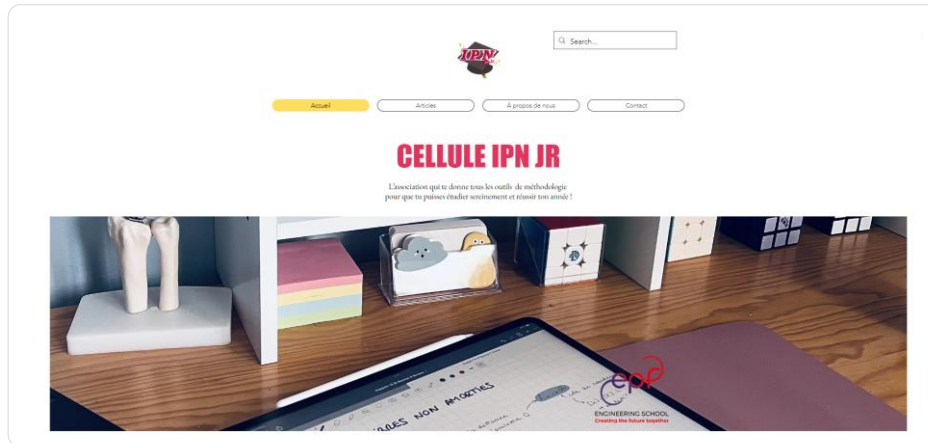 Search...
IPN
Accueil
Articles
À propos de nous
Contact
CELLULE IPN JR
L'association qui te donne tous les outils de méthodologie
pour que tu puisses étudier sereinement et réussir ton année !
NON AMORTIES
epf
ENGINEERING SCHOOL
Creating the future together